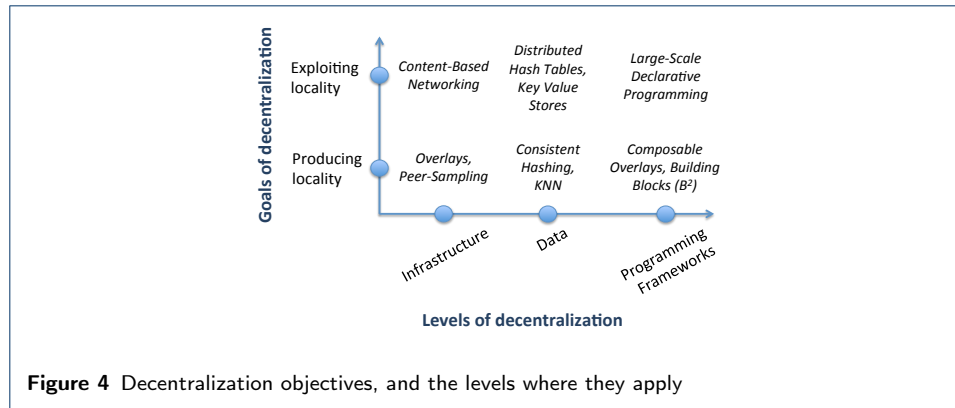 Goals of decentralization
Exploiting
locality
Content-Based
Networking
Distributed
Hash Tables,
Key Value
Stores
Large-Scale
Declarative
Programming
Producing
locality
Overlays,
Peer-Sampling
Consistent
Hashing,
KNN
Composable
Overlays, Building
Blocks (B²)
Infrastructure
Data
Programming
Frameworks
Levels of decentralization
Figure 4 Decentralization objectives, and the levels where they apply